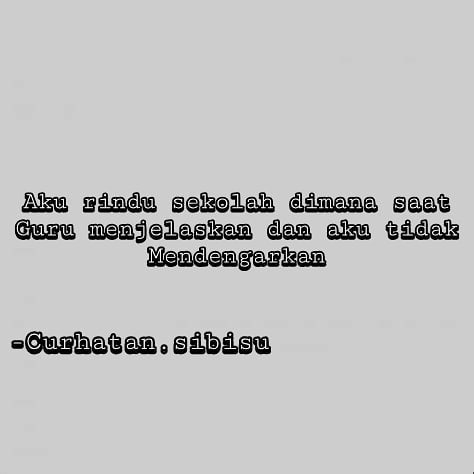 Aku rindu sekolah dimana saat
Guru menjelaskan dan aku tidak
Mendengarkan
-Curhatan.sibisu